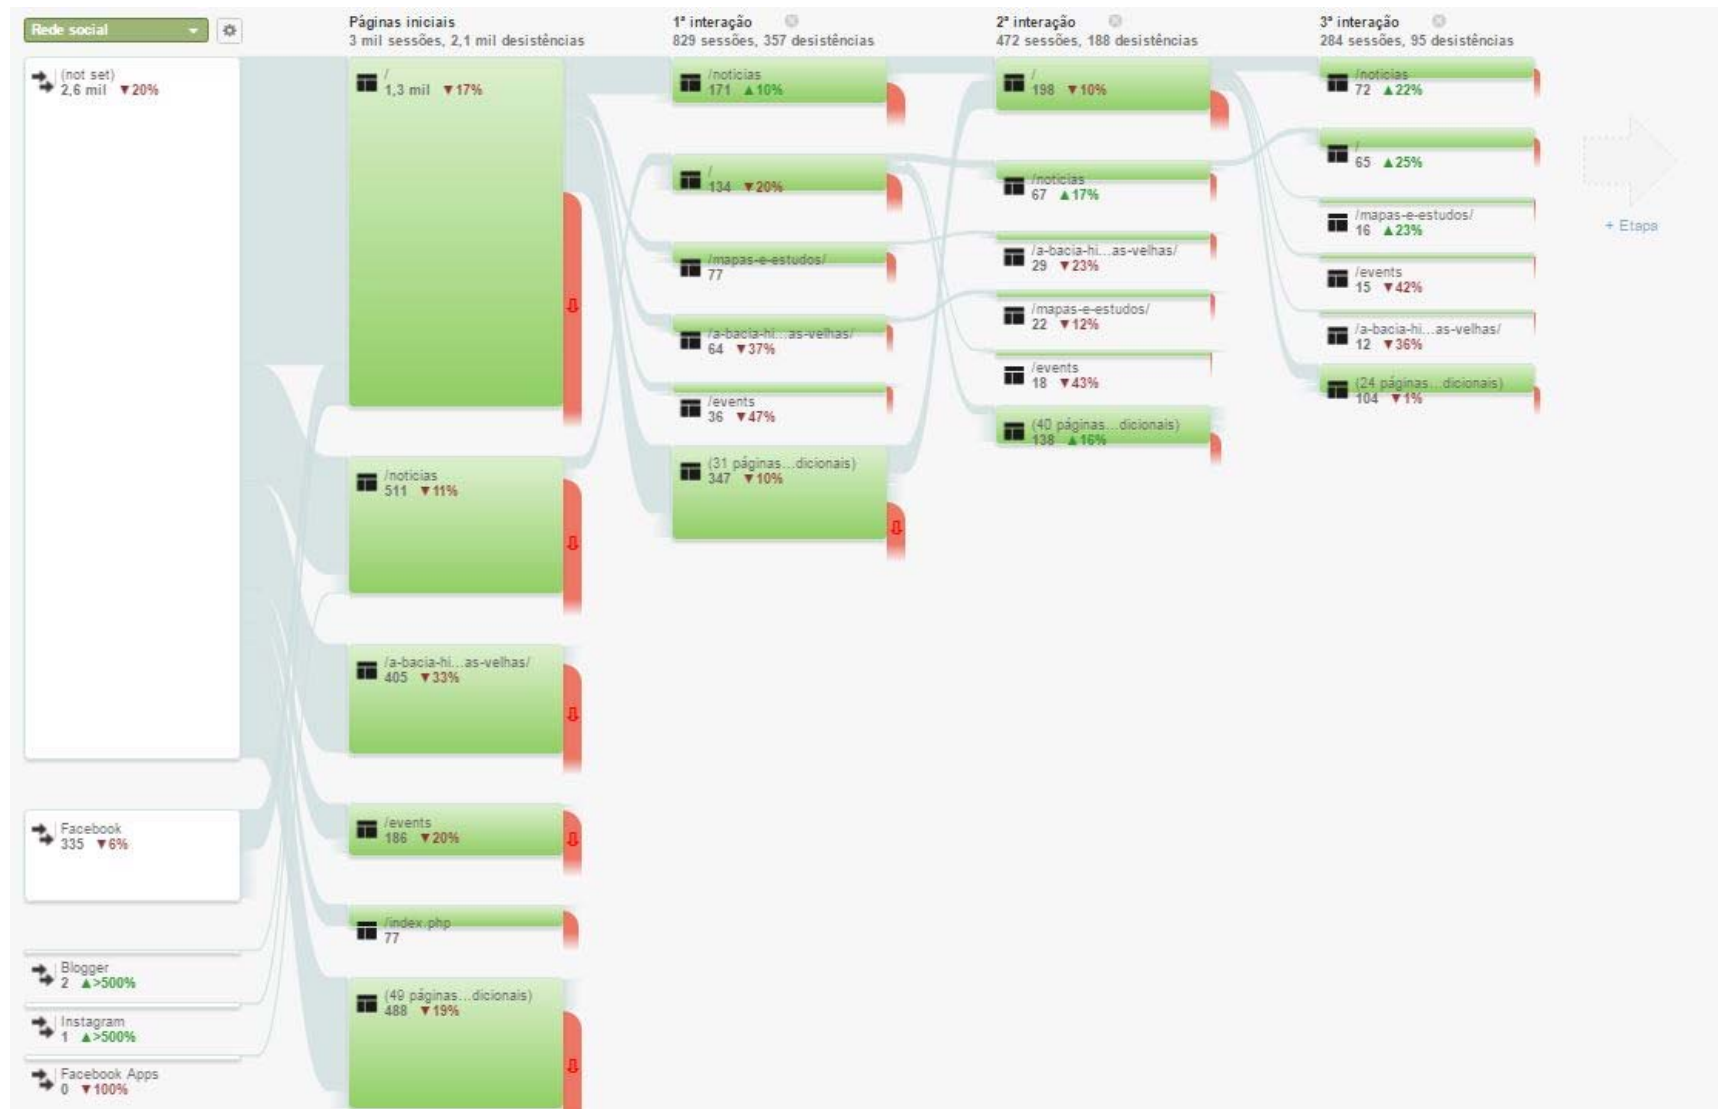 Rede social
(not set)
2,6 mil ▼20%
Facebook
335 ▼6%
Blogger
2 ▲>500%
Instagram
1 ▲>500%
Facebook Apps
0 ▼100%
Páginas iniciais
3 mil sessões, 2,1 mil desistências
/
1,3 mil ▼17%
/noticias
511 ▼11%
/a-bacia-hi...as-velhas/
405 ▼33%
/events
186 ▼20%
/index.php
77
(49 páginas...dicionais)
488 ▼19%
1ª interação
829 sessões, 357 desistências
/noticias
171 ▲10%
/
134 ▼20%
/mapas-e-estudos/
77
/a-bacia-hi...as-velhas/
64 ▼37%
/events
36 ▼47%
(31 páginas...dicionais)
347 ▼10%
2ª interação
472 sessões, 188 desistências
/
198 ▼10%
/noticias
67 ▲17%
/a-bacia-hi...as-velhas/
29 ▼23%
/mapas-e-estudos/
22 ▼12%
/events
18 ▼43%
(40 páginas...dicionais)
138 ▲16%
3ª interação
284 sessões, 95 desistências
/noticias
72 ▲22%
/
65 ▲25%
/mapas-e-estudos/
16 ▲23%
/events
15 ▼42%
/a-bacia-hi...as-velhas/
12 ▼36%
(24 páginas...dicionais)
104 ▼1%
+ Etapa